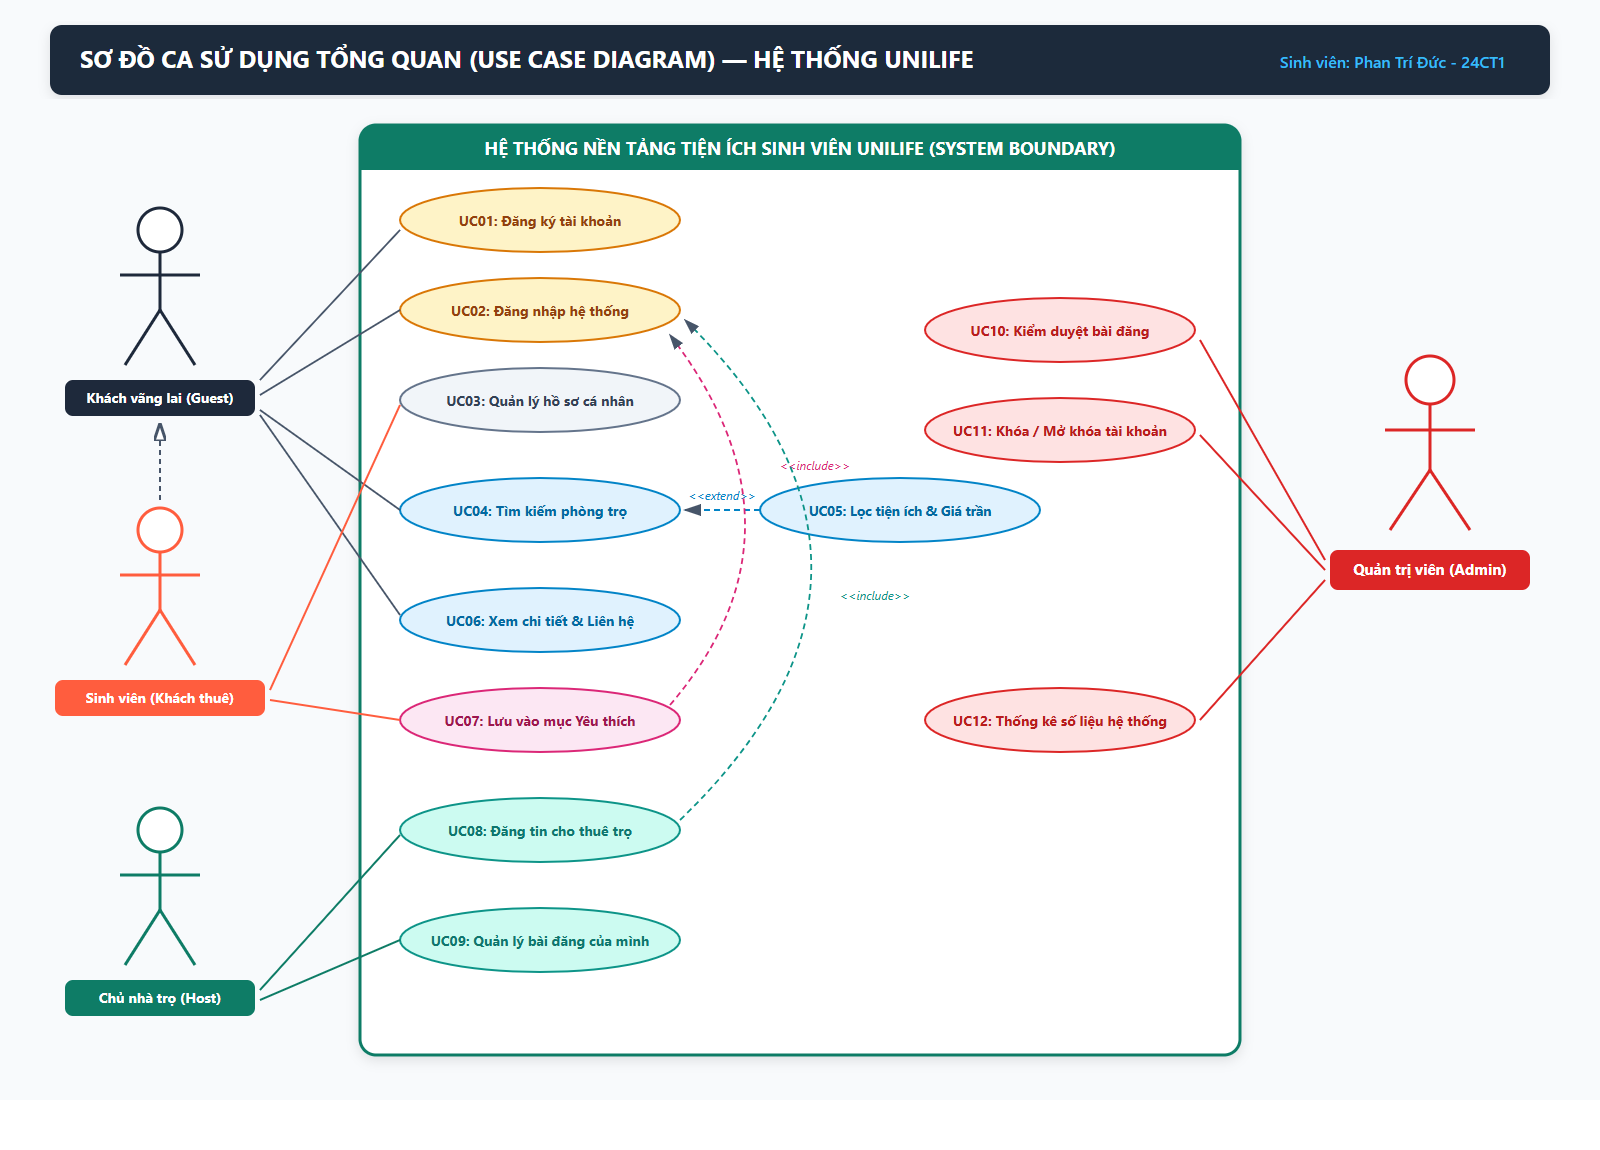 SƠ ĐỒ CA SỬ DỤNG TỔNG QUAN (USE CASE DIAGRAM) — HỆ THỐNG UNILIFE
Sinh viên: Phan Trí Đức - 24CT1
HỆ THỐNG NỀN TẢNG TIỆN ÍCH SINH VIÊN UNILIFE (SYSTEM BOUNDARY)
UC01: Đăng ký tài khoản
UC02: Đăng nhập hệ thống
UC10: Kiểm duyệt bài đăng
Khách vãng lai (Guest)
UC03: Quản lý hồ sơ cá nhân
UC11: Khóa / Mở khóa tài khoản
<<include>>
<<extend>>
UC04: Tìm kiếm phòng trọ
UC05: Lọc tiện ích & Giá trần
Quản trị viên (Admin)
<<include>>
UC06: Xem chi tiết & Liên hệ
Sinh viên (Khách thuê)
UC07: Lưu vào mục Yêu thích
UC12: Thống kê số liệu hệ thống
UC08: Đăng tin cho thuê trọ
UC09: Quản lý bài đăng của mình
Chủ nhà trọ (Host)